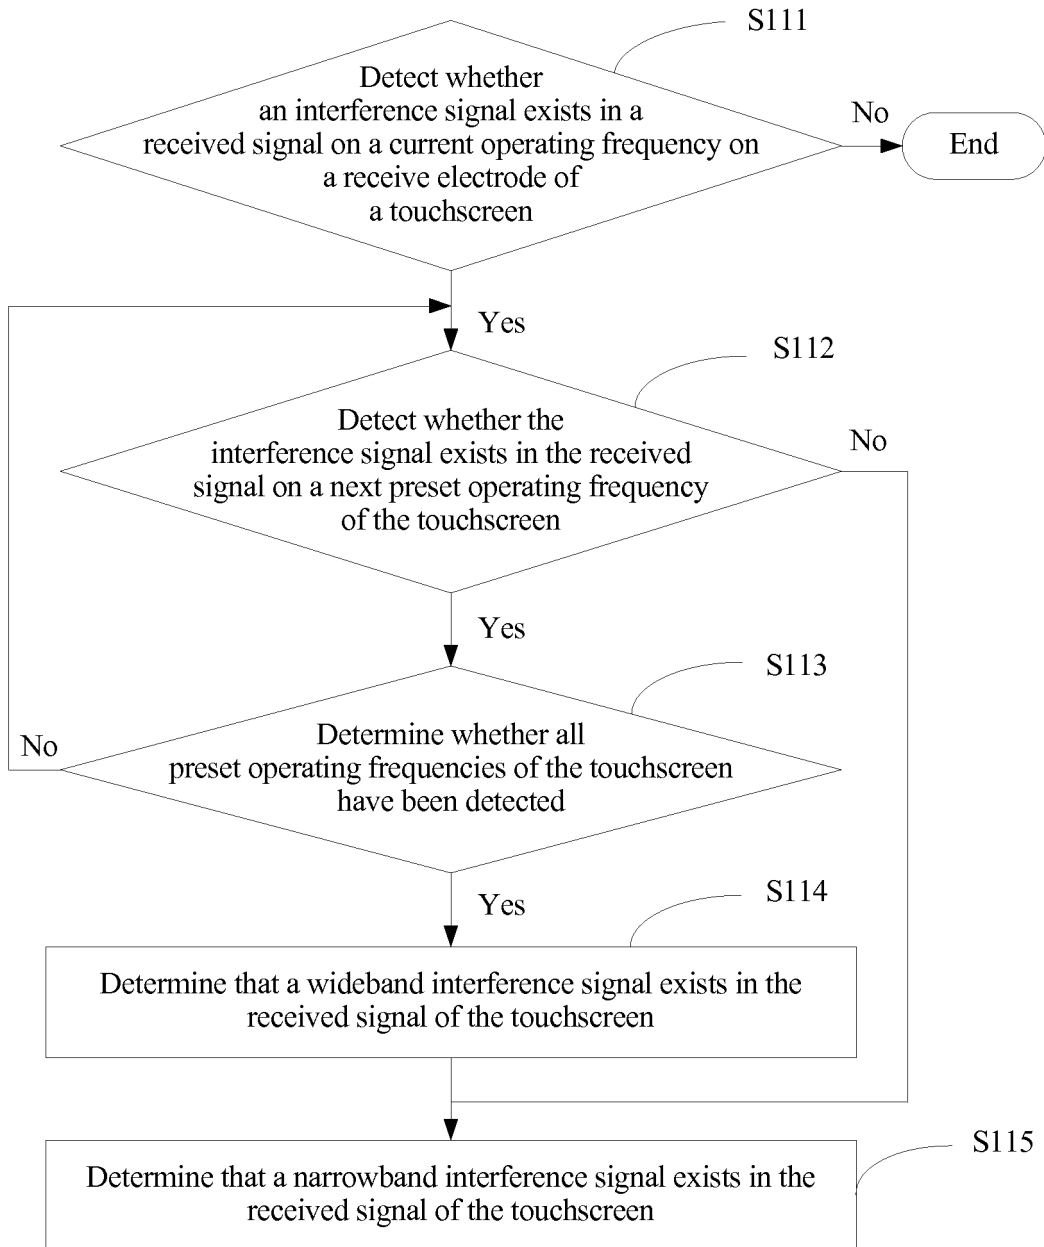 S111
Detect whether
an interference signal exists in a
received signal on a current operating frequency on
a receive electrode of
a touchscreen
No
End
Yes
S112
Detect whether the
interference signal exists in the received
signal on a next preset operating frequency
of the touchscreen
No
Yes
S113
Determine whether all
preset operating frequencies of the touchscreen
have been detected
No
Yes
S114
Determine that a wideband interference signal exists in the
received signal of the touchscreen
S115
Determine that a narrowband interference signal exists in the
received signal of the touchscreen